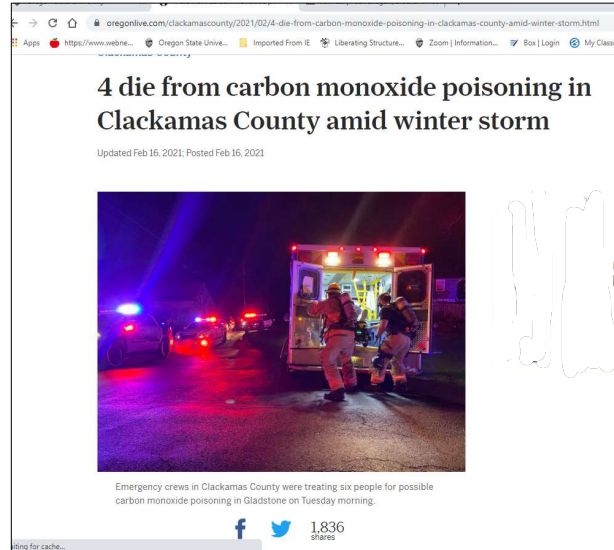 oregonlive.com/clackamascounty/2021/02/4-die-from-carbon-monoxide-poisoning-in-clackamas-county-amid-winter-storm.html
Apps https://www.webne... Oregon State Unive... Imported From IE Liberating Structure... Zoom | Information... Box | Login My Class
4 die from carbon monoxide poisoning in
Clackamas County amid winter storm
Updated Feb 16, 2021; Posted Feb 16, 2021
Emergency crews in Clackamas County were treating six people for possible
carbon monoxide poisoning in Gladstone on Tuesday morning.
1,836
shares
iting for cache...